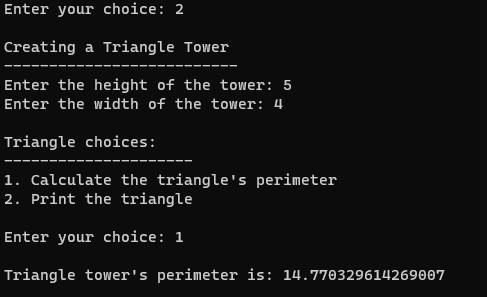 Enter your choice: 2
Creating a Triangle Tower
--------------------------
Enter the height of the tower: 5
Enter the width of the tower: 4
Triangle choices:
---------------------
1. Calculate the triangle's perimeter
2. Print the triangle
Enter your choice: 1
Triangle tower's perimeter is: 14.770329614269007